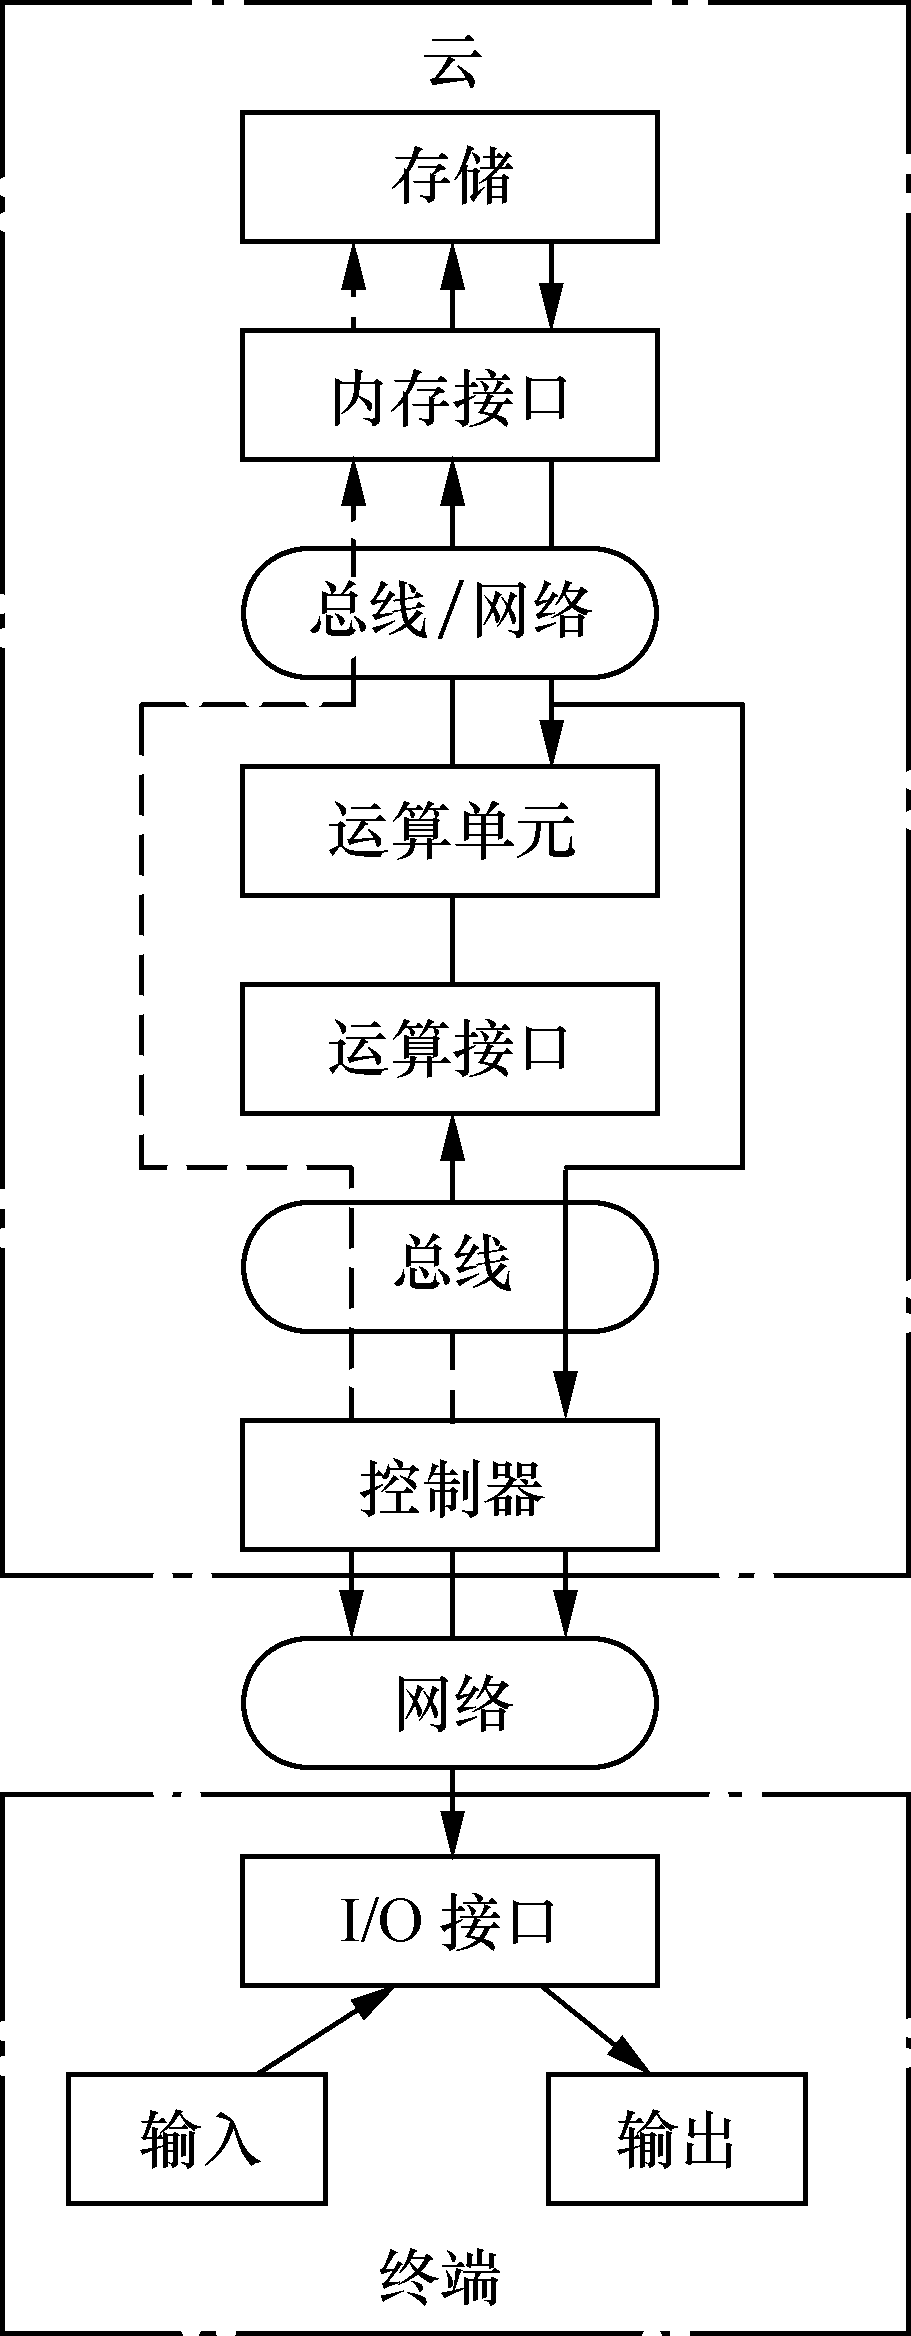 云
存储
内存接口
总线/网络
运算单元
运算接口
总线
控制器
网络
I/O 接口
输入
输出
终端